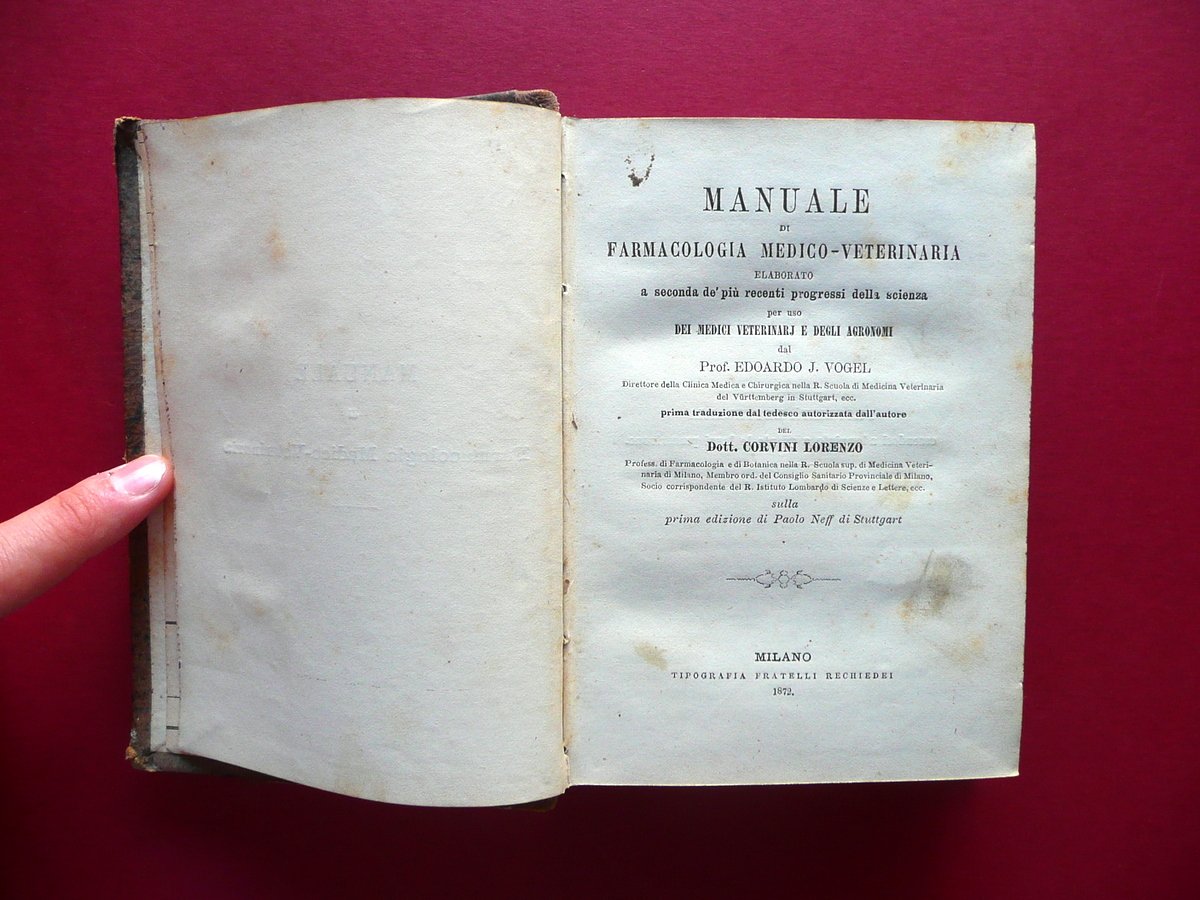 MANUALE
DI
FARMACOLOGIA MEDICO-VETERINARIA
ELABORATO
a seconda de' più recenti progressi della scienza
per uso
DEI MEDICI VETERINARJ E DEGLI AGRONOMI
dal
Prof. EDOARDO J. VOGEL
Direttore della Clinica Medica e Chirurgica nella R. Scuola di Medicina Veterinaria
del Vürttemberg in Stuttgart, ecc.
prima traduzione dal tedesco autorizzata dall'autore
DEL
Dott. CORVINI LORENZO
Profess. di Farmacologia e di Botanica nella R. Scuola sup. di Medicina Veteri-
naria di Milano, Membro ord. del Consiglio Sanitario Provinciale di Milano,
Socio corrispondente del R. Istituto Lombardo di Scienze e Lettere, ecc.
sulla
prima edizione di Paolo Neff di Stuttgart
MILANO
TIPOGRAFIA FRATELLI RECHIEDEI
1872.